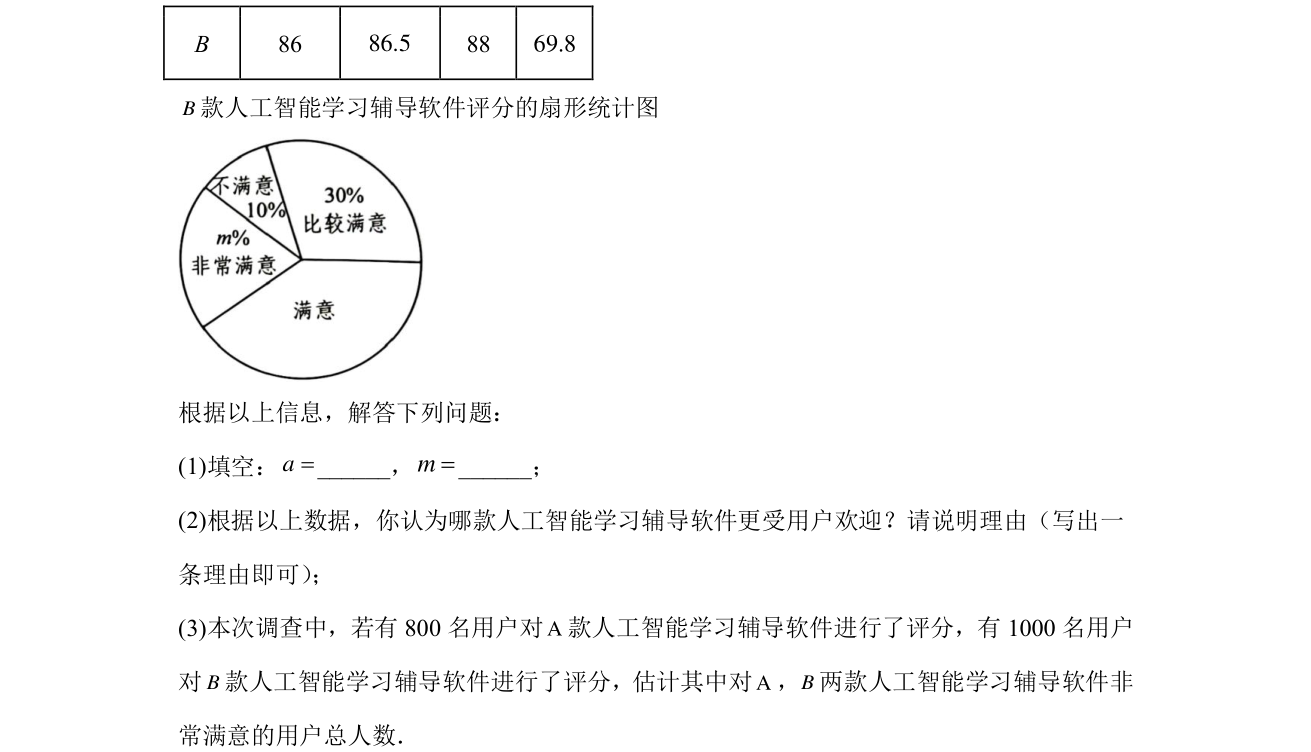 B 86 86.5 88 69.8
B 款人工智能学习辅导软件评分的扇形统计图
不满意
10%
30%
比较满意
m%
非常满意
满意
根据以上信息，解答下列问题：
(1)填空：a =______，m =______；
(2)根据以上数据，你认为哪款人工智能学习辅导软件更受用户欢迎？请说明理由（写出一
条理由即可）；
(3)本次调查中，若有 800 名用户对 A 款人工智能学习辅导软件进行了评分，有 1000 名用户
对 B 款人工智能学习辅导软件进行了评分，估计其中对 A ，B 两款人工智能学习辅导软件非
常满意的用户总人数．